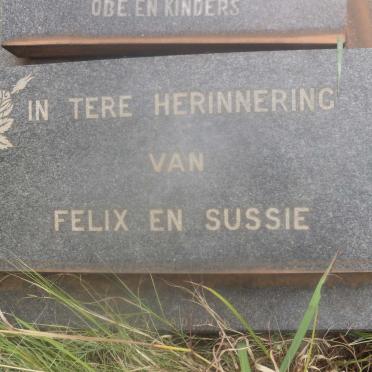 OBE. EN KINDERS
IN TERE HERINNERING
VAN
FELIX EN SUSSIE